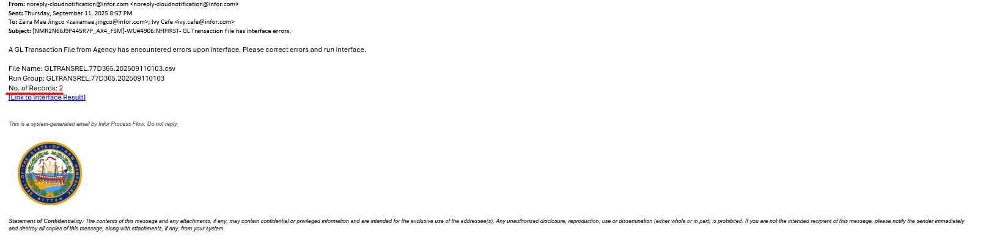 From: noreply-cloudnotification@infor.com <noreply-cloudnotification@infor.com>
Sent: Thursday, September 11, 2025 8:57 PM
To: Zaira Mae Jingco <zairamae.jingco@infor.com>; Ivy Cafe <ivy.cafe@infor.com>
Subject: [NMR2N66J9P445R7P_AX4_FSM]-WU#4906:NHFIRST- GL Transaction File has interface errors.
A GL Transaction File from Agency has encountered errors upon interface. Please correct errors and run interface.
File Name: GLTRANSREL.77D365.202509110103.csv
Run Group: GLTRANSREL.77D365.202509110103
No. of Records: 2
[Link to Interface Result]
This is a system-generated email by Infor Process Flow. Do not reply.
SEAL · OF · THE · STATE · OF · NEW HAMPSHIRE
★ 1776 ★
Statement of Confidentiality: The contents of this message and any attachments, if any, may contain confidential or privileged information and are intended for the exclusive use of the addressee(s). Any unauthorized disclosure, reproduction, use or dissemination (either whole or in part) is prohibited. If you are not the intended recipient of this message, please notify the sender immediately
and destroy all copies of this message, along with attachments, if any, from your system.